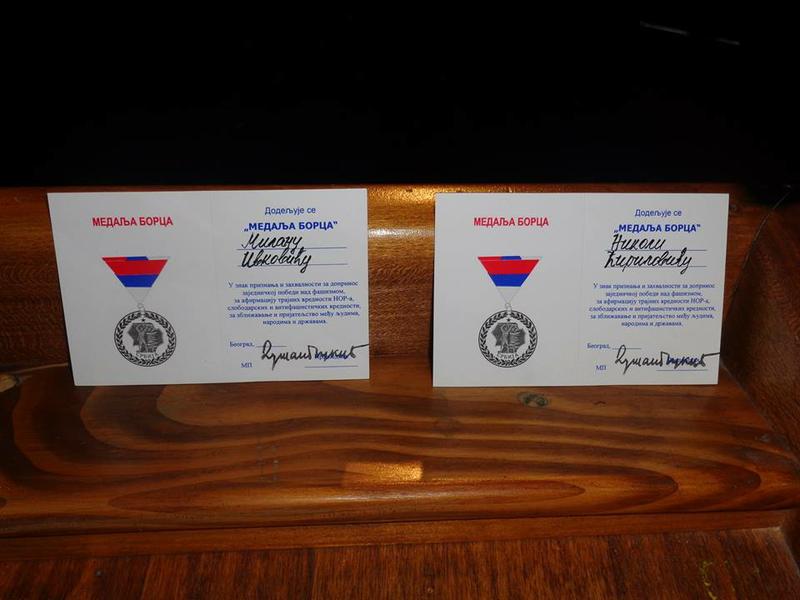 МЕДАЉА БОРЦА
СРБИЈА
Додељује се
„МЕДАЉА БОРЦА“
Милану
Ивковићу
У знак признања и захвалности за допринос
заједничкој победи над фашизмом,
за афирмацију трајних вредности НОР-а,
слободарских и антифашистичких вредности,
за зближавање и пријатељство међу људима,
народима и државама.
Београд,
МП
МЕДАЉА БОРЦА
СРБИЈА
Додељује се
„МЕДАЉА БОРЦА“
Николи
Кириловићу
У знак признања и захвалности за допринос
заједничкој победи над фашизмом,
за афирмацију трајних вредности НОР-а,
слободарских и антифашистичких вредности,
за зближавање и пријатељство међу људима,
народима и државама.
Београд,
МП